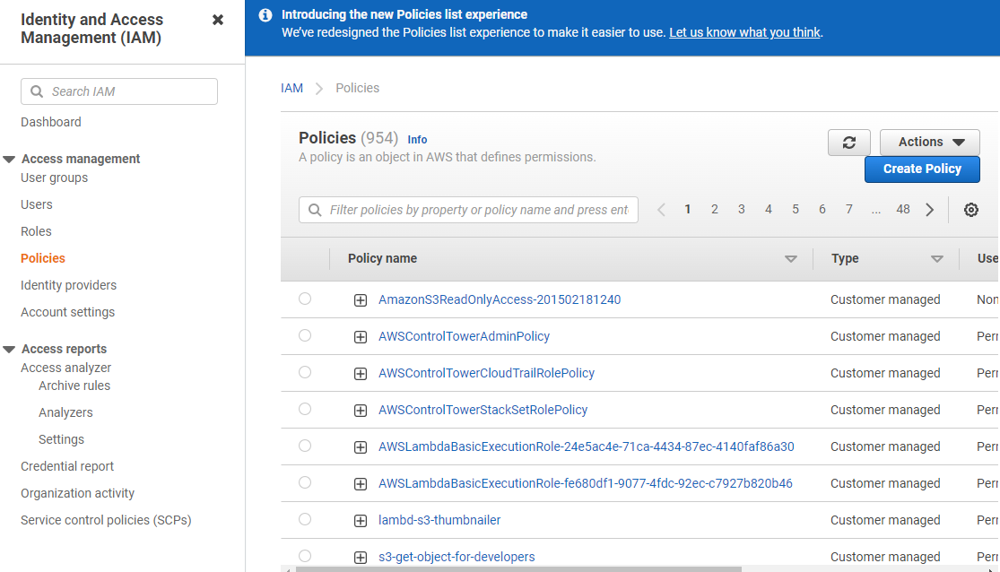 Identity and Access
Management (IAM)
Search IAM
Dashboard
Access management
User groups
Users
Roles
Policies
Identity providers
Account settings
Access reports
Access analyzer
Archive rules
Analyzers
Settings
Credential report
Organization activity
Service control policies (SCPs)
Introducing the new Policies list experience
We’ve redesigned the Policies list experience to make it easier to use. Let us know what you think.
IAM Policies
Policies (954) Info
A policy is an object in AWS that defines permissions.
Actions
Create Policy
Filter policies by property or policy name and press ent
1 2 3 4 5 6 7 ... 48
Policy name Type Use
AmazonS3ReadOnlyAccess-201502181240 Customer managed Non
AWSControlTowerAdminPolicy Customer managed Perr
AWSControlTowerCloudTrailRolePolicy Customer managed Perr
AWSControlTowerStackSetRolePolicy Customer managed Perr
AWSLambdaBasicExecutionRole-24e5ac4e-71ca-4434-87ec-4140faf86a30 Customer managed Perr
AWSLambdaBasicExecutionRole-fe680df1-9077-4fdc-92ec-c7927b820b46 Customer managed Perr
lambd-s3-thumbnailer Customer managed Perr
s3-get-object-for-developers Customer managed Perr